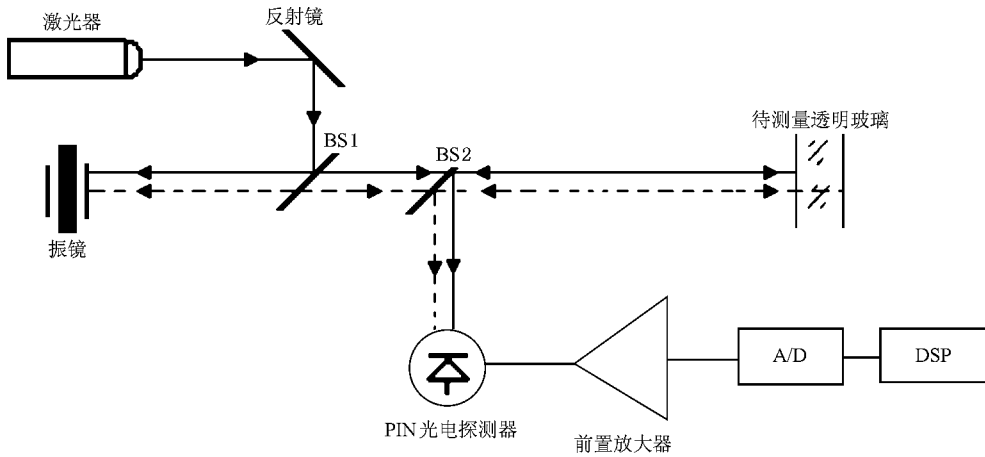 激光器
反射镜
BS1
BS2
待测量透明玻璃
振镜
A/D
DSP
PIN光电探测器
前置放大器